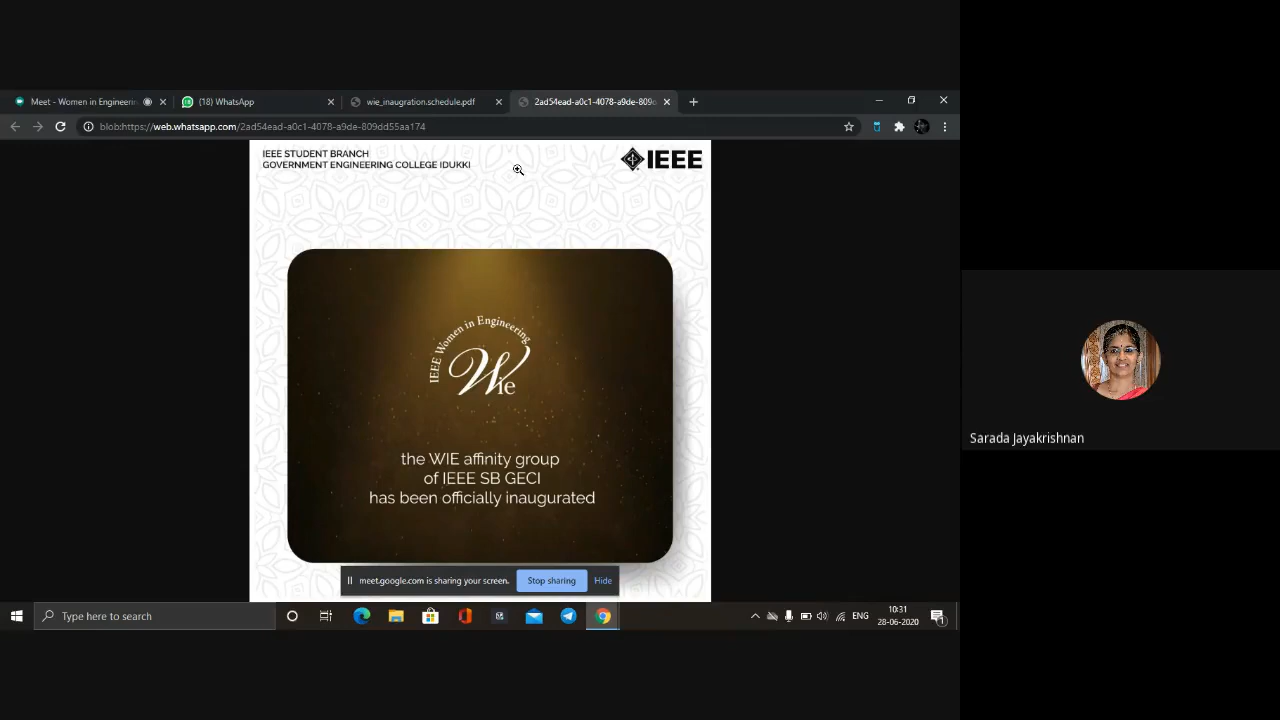 Meet - Women in Engineerin
(18) WhatsApp
wie_inaugration.schedule.pdf
2ad54ead-a0c1-4078-a9de-809
blob:https://web.whatsapp.com/2ad54ead-a0c1-4078-a9de-809dd55aa174
IEEE STUDENT BRANCH
GOVERNMENT ENGINEERING COLLEGE IDUKKI
IEEE
IEEE Women in Engineering
Wie
the WIE affinity group
of IEEE SB GECI
has been officially inaugurated
Sarada Jayakrishnan
meet.google.com is sharing your screen.
Stop sharing
Hide
Type here to search
ENG
10:31
28-06-2020
1